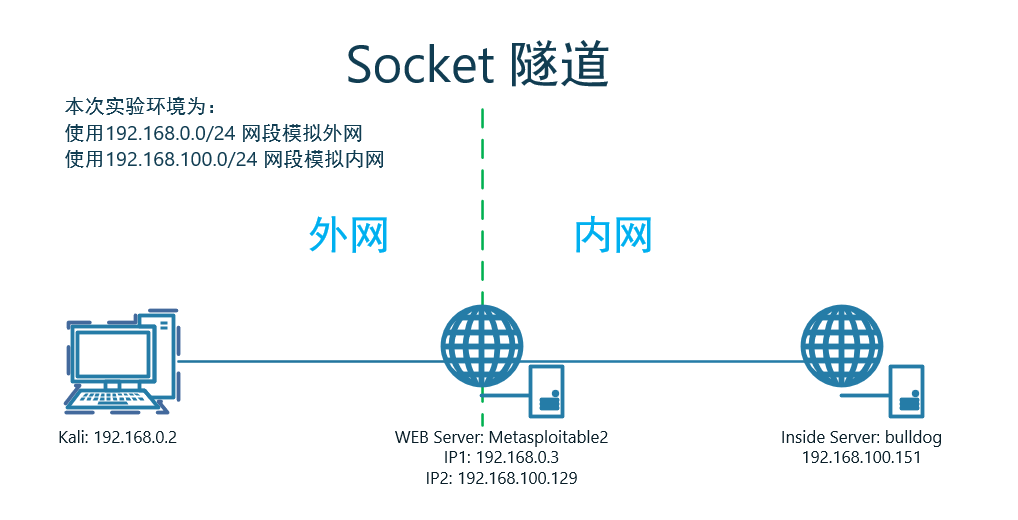 Socket 隧道
本次实验环境为：
使用192.168.0.0/24 网段模拟外网
使用192.168.100.0/24 网段模拟内网
外网
内网
Kali: 192.168.0.2
WEB Server: Metasploitable2
IP1: 192.168.0.3
IP2: 192.168.100.129
Inside Server: bulldog
192.168.100.151